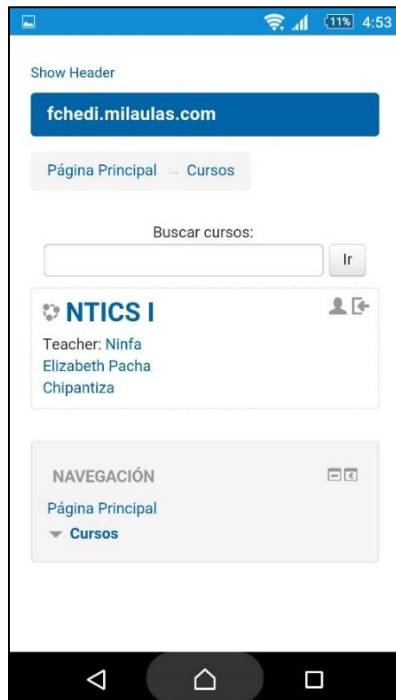 11% 4:53
Show Header
fchedi.milaulas.com
Página Principal → Cursos
Buscar cursos:
Ir
NTICS I
Teacher: Ninfa
Elizabeth Pacha
Chipantiza
NAVEGACIÓN
Página Principal
Cursos